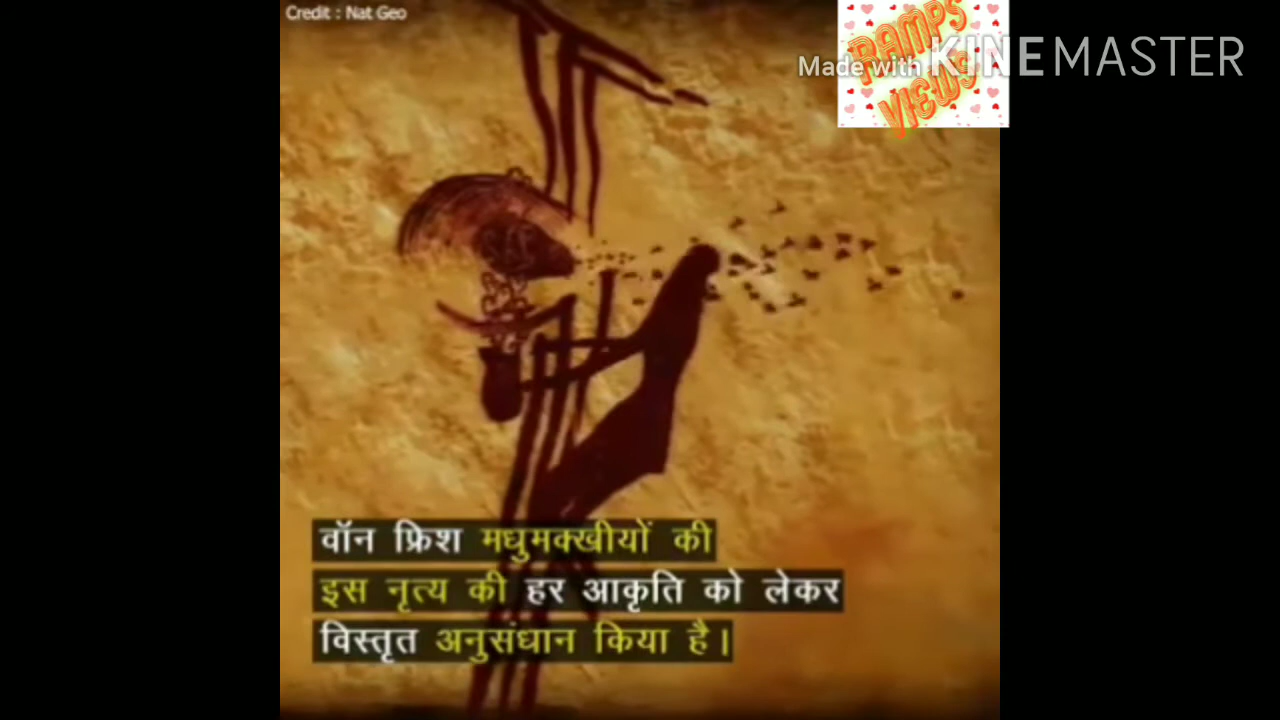 Credit : Nat Geo
RAMPS
VIEWS
Made with KINEMASTER
वॉन फ्रिश मधुमक्खीयों की
इस नृत्य की हर आकृति को लेकर
विस्तृत अनुसंधान किया है।